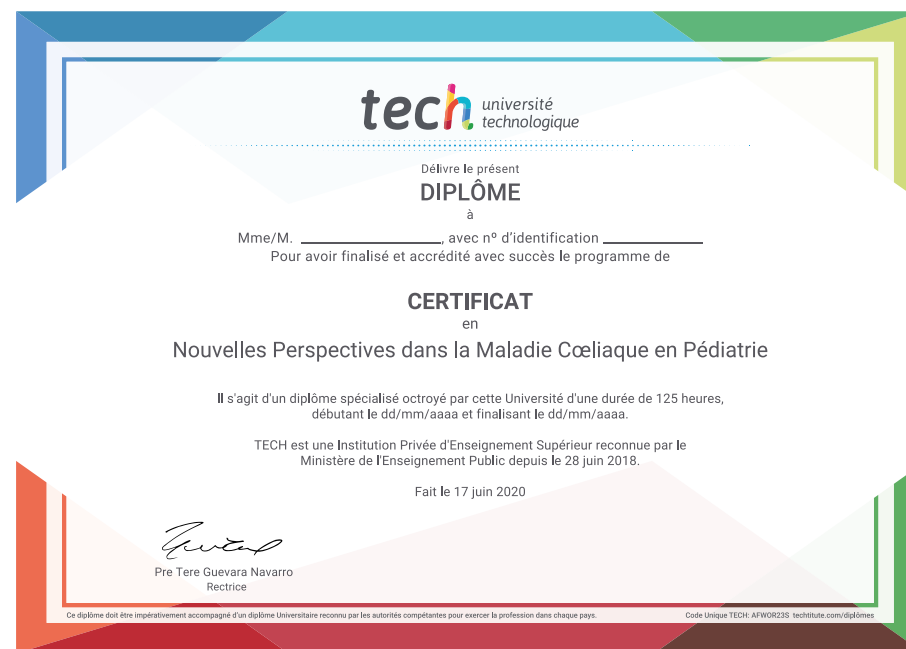 tech université
technologique
Délivre le présent
DIPLÔME
à
Mme/M. ____________________, avec nº d'identification ______________
Pour avoir finalisé et accrédité avec succès le programme de
CERTIFICAT
en
Nouvelles Perspectives dans la Maladie Cœliaque en Pédiatrie
Il s'agit d'un diplôme spécialisé octroyé par cette Université d'une durée de 125 heures,
débutant le dd/mm/aaaa et finalisant le dd/mm/aaaa.
TECH est une Institution Privée d'Enseignement Supérieur reconnue par le
Ministère de l'Enseignement Public depuis le 28 juin 2018.
Fait le 17 juin 2020
Pre Tere Guevara Navarro
Rectrice
Ce diplôme doit être impérativement accompagné d'un diplôme Universitaire reconnu par les autorités compétentes pour exercer la profession dans chaque pays.
Code Unique TECH: AFWOR23S techtitute.com/diplômes